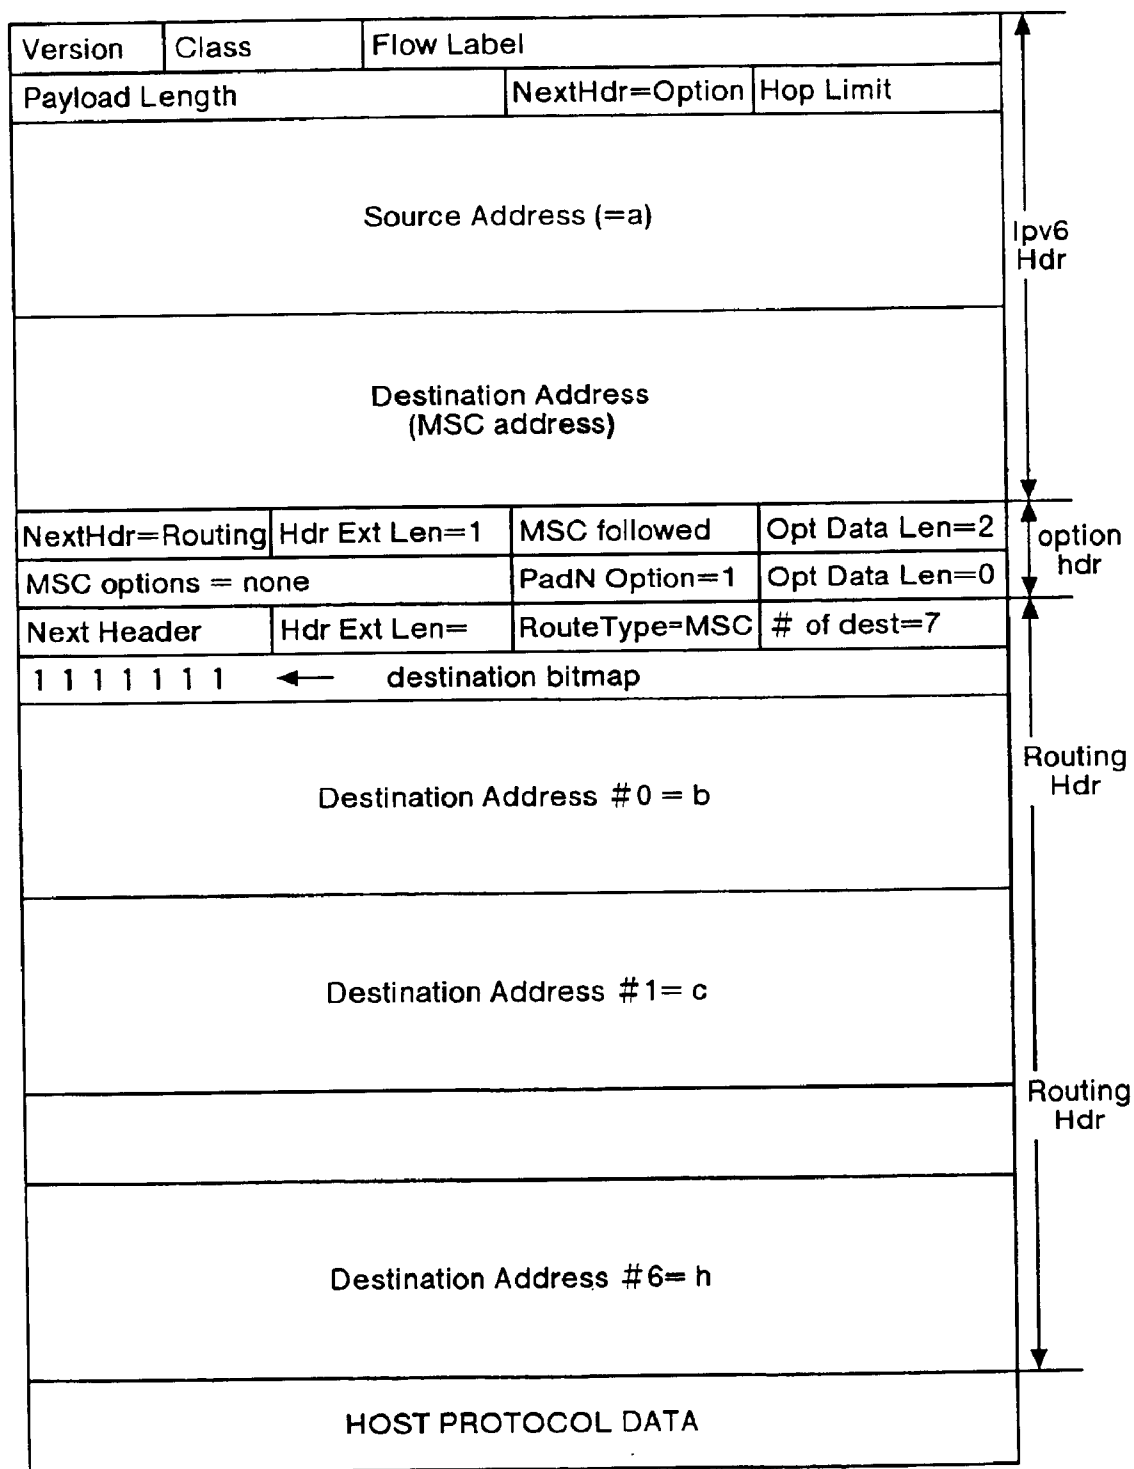 Version Class Flow Label
Payload Length NextHdr=Option Hop Limit
Source Address (=a)
Ipv6
Hdr
Destination Address
(MSC address)
NextHdr=Routing Hdr Ext Len=1 MSC followed Opt Data Len=2
option
hdr
MSC options = none PadN Option=1 Opt Data Len=0
Next Header Hdr Ext Len= RouteType=MSC # of dest=7
1 1 1 1 1 1 1 destination bitmap
Routing
Hdr
Destination Address #0 = b
Destination Address #1= c
Routing
Hdr
Destination Address #6= h
HOST PROTOCOL DATA